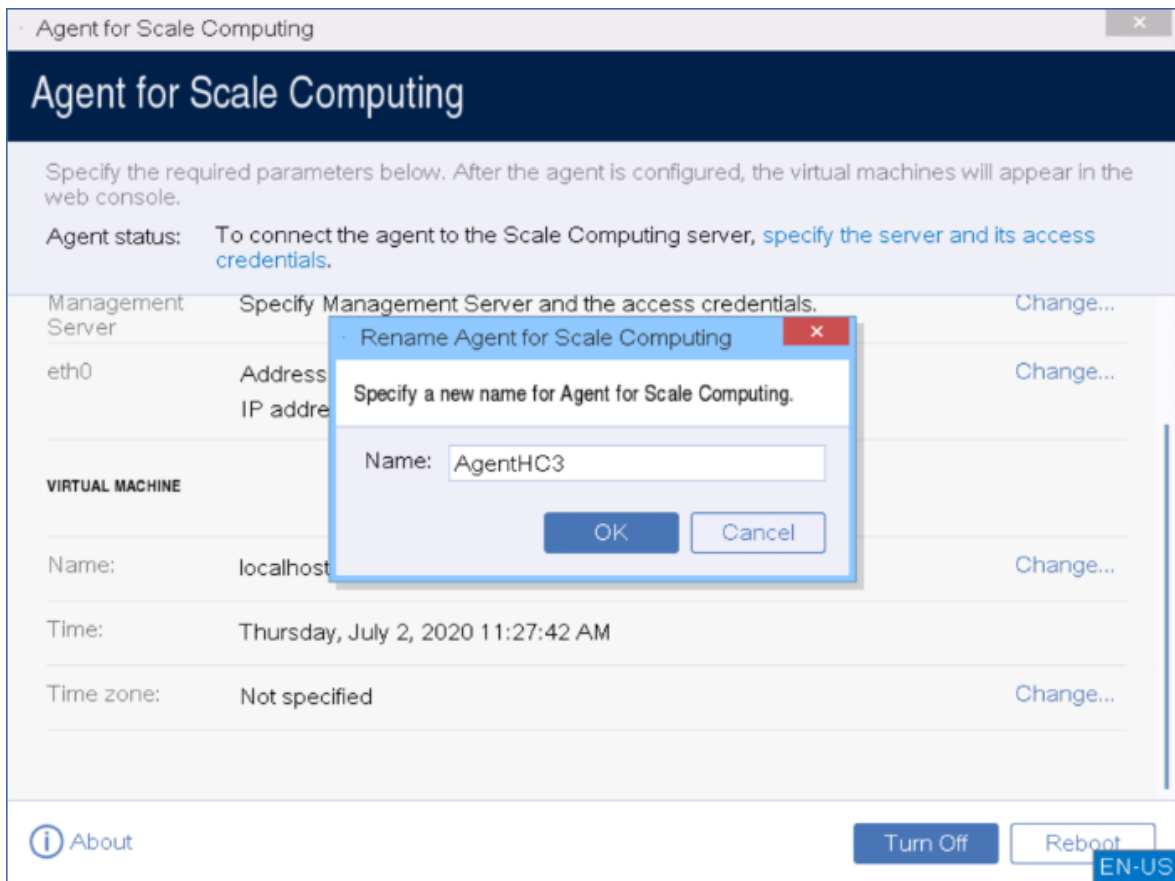 Agent for Scale Computing
Agent for Scale Computing
Specify the required parameters below. After the agent is configured, the virtual machines will appear in the
web console.
Agent status: To connect the agent to the Scale Computing server, specify the server and its access
credentials.
Management Server Specify Management Server and the access credentials. Change...
Rename Agent for Scale Computing
eth0 Address Change...
IP addre
Specify a new name for Agent for Scale Computing.
Name: AgentHC3
OK Cancel
VIRTUAL MACHINE
Name: localhost Change...
Time: Thursday, July 2, 2020 11:27:42 AM
Time zone: Not specified Change...
About Turn Off Reboot
EN-US